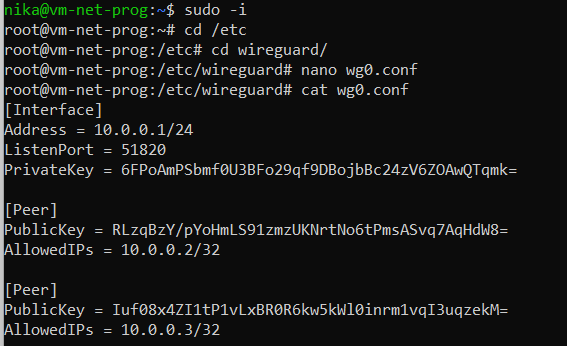 nika@vm-net-prog:~$ sudo -i
root@vm-net-prog:~# cd /etc
root@vm-net-prog:/etc# cd wireguard/
root@vm-net-prog:/etc/wireguard# nano wg0.conf
root@vm-net-prog:/etc/wireguard# cat wg0.conf
[Interface]
Address = 10.0.0.1/24
ListenPort = 51820
PrivateKey = 6FPoAmPSbmf0U3BFo29qf9DBojbBc24zV6ZOAwQTqmk=
[Peer]
PublicKey = RLzqBzY/pYoHmLS91zmzUKNrtNo6tPmsASvq7AqHdW8=
AllowedIPs = 10.0.0.2/32
[Peer]
PublicKey = Iuf08x4ZI1tP1vLxBR0R6kw5kWl0inrm1vqI3uqzekM=
AllowedIPs = 10.0.0.3/32